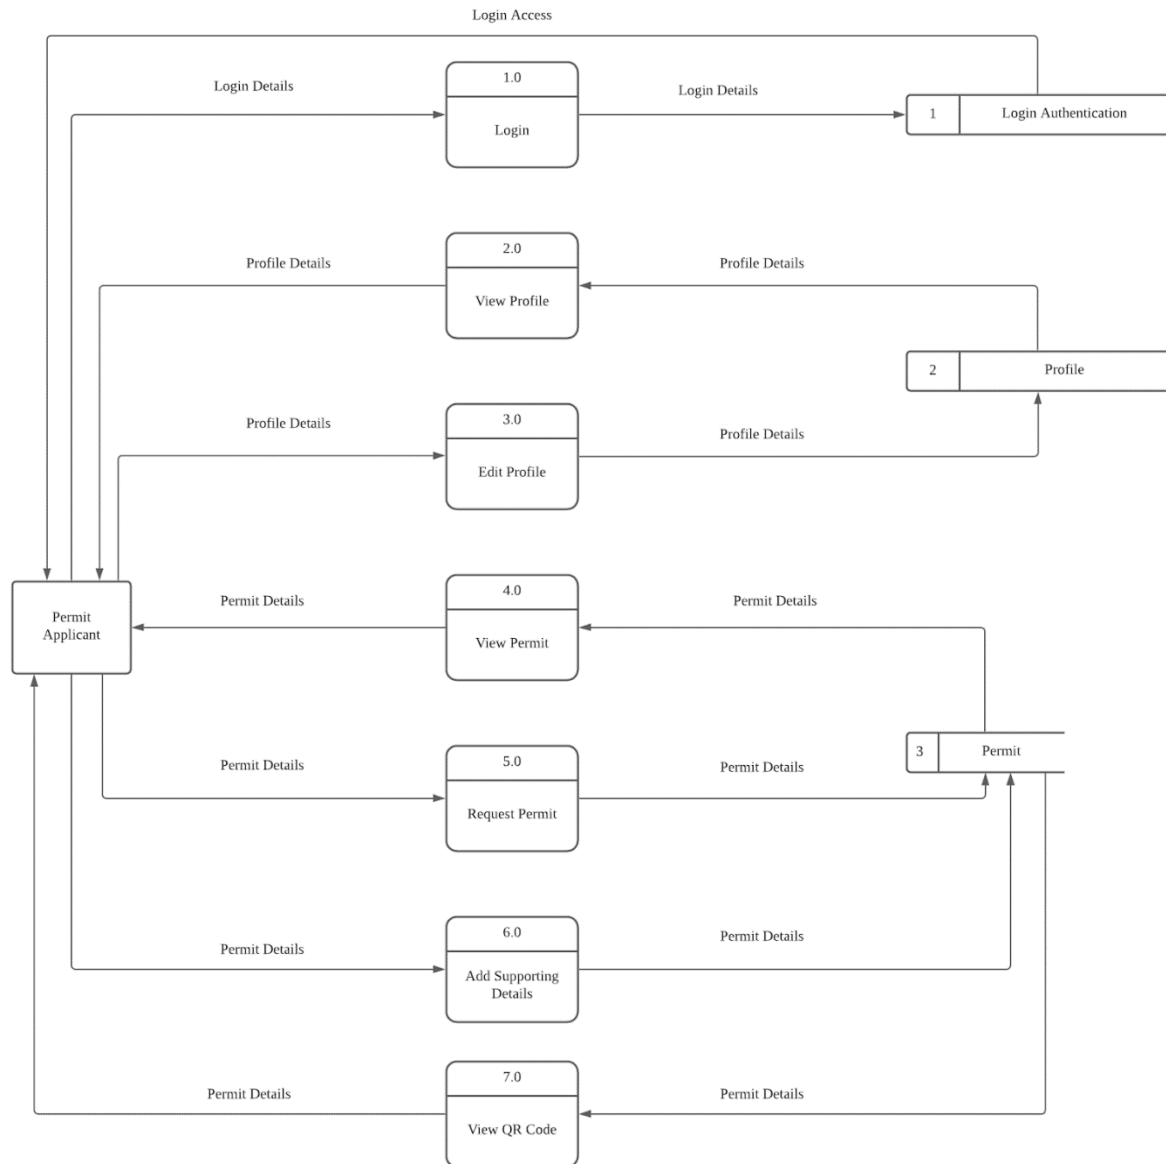 Login Access
Login Details
1.0
Login
Login Details
1
Login Authentication
Profile Details
2.0
View Profile
Profile Details
2
Profile
Profile Details
3.0
Edit Profile
Profile Details
Permit
Applicant
Permit Details
4.0
View Permit
Permit Details
3
Permit
Permit Details
5.0
Request Permit
Permit Details
Permit Details
6.0
Add Supporting
Details
Permit Details
Permit Details
7.0
View QR Code
Permit Details